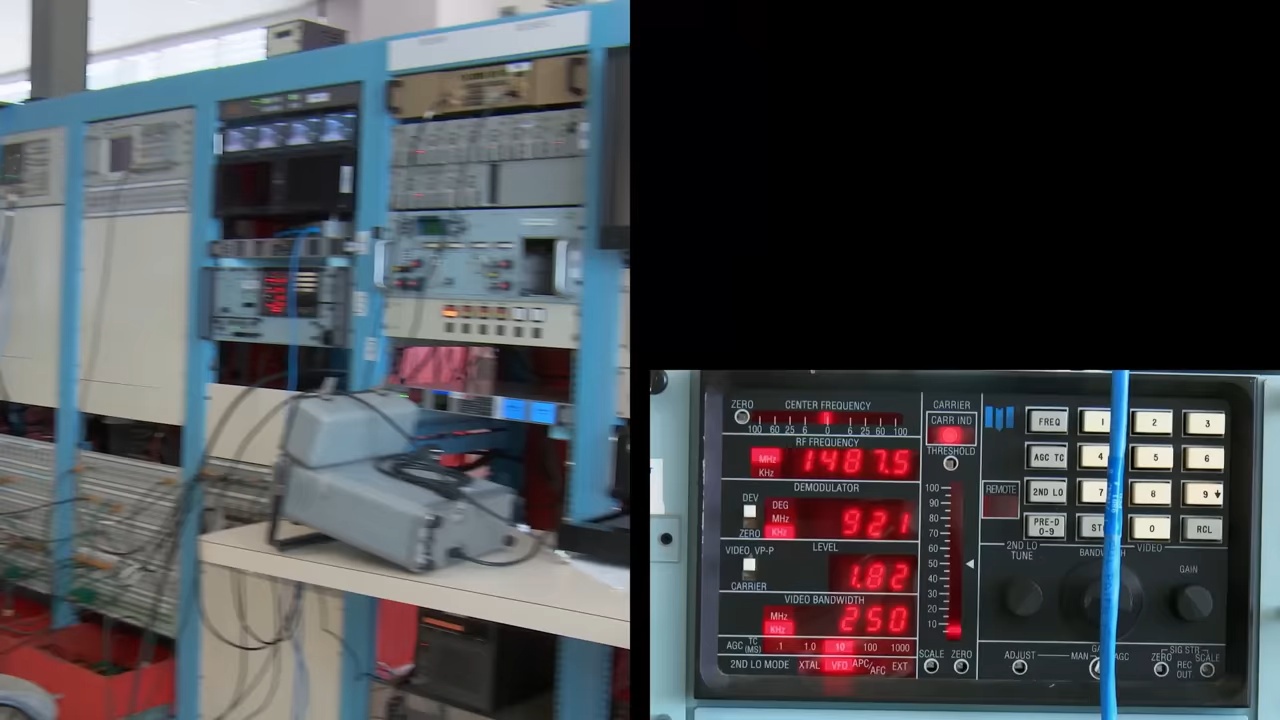 ZERO CENTER FREQUENCY
100 60 25 6 0 6 25 60 100
RF FREQUENCY
MHz
KHz
1487.5
DEMODULATOR
DEV
ZERO
DEG
MHz
KHz
921
LEVEL
VIDEO, VP-P
CARRIER
1.82
VIDEO BANDWIDTH
MHz
KHz
250
AGC TC (MS) .1 1.0 10 100 1000
2ND LO MODE XTAL VFO APC/AFC EXT
CARRIER
CARR IND
THRESHOLD
100
90
80
70
60
50
40
30
20
10
SCALE ZERO
FREQ 1 2 3
AGC TC 4 5 6
REMOTE
2ND LO 7 8 9
PRE-D 0-9 STO 0 RCL
2ND LO TUNE
VIDEO
GAIN
ADJUST
MAN AGC
ZERO SIG STR SCALE
REC OUT